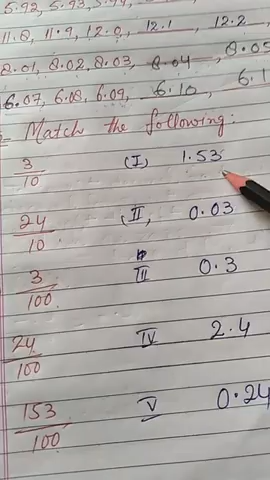 5.92, 5.93, 5.94,
11.8, 11.9, 12.0, 12.1, 12.2
8.01, 8.02, 8.03, 8.04, 8.05
6.07, 6.08, 6.09, 6.10, 6.1
Match the following:
3/10 (I) 1.53
24/10 (II, 0.03
3/100 III 0.3
24/100 IV 2.4
153/100 V 0.24